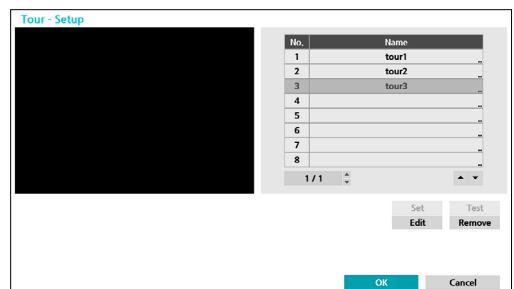 Tour - Setup
No. Name
1 tour1 ..
2 tour2 ..
3 tour3 ..
4 ..
5 ..
6 ..
7 ..
8 ..
1 / 1
Set Test
Edit Remove
OK Cancel